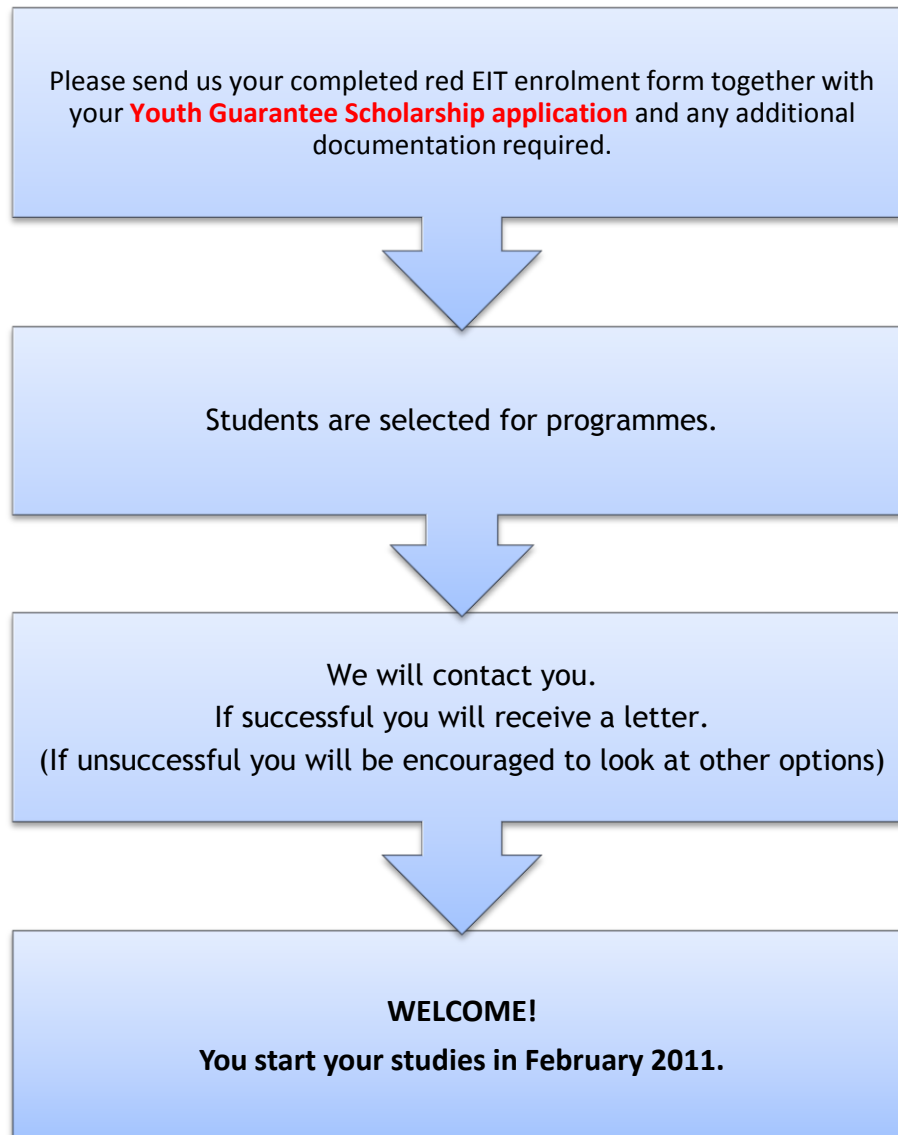 Please send us your completed red EIT enrolment form together with
your Youth Guarantee Scholarship application and any additional
documentation required.
Students are selected for programmes.
We will contact you.
If successful you will receive a letter.
(If unsuccessful you will be encouraged to look at other options)
WELCOME!
You start your studies in February 2011.